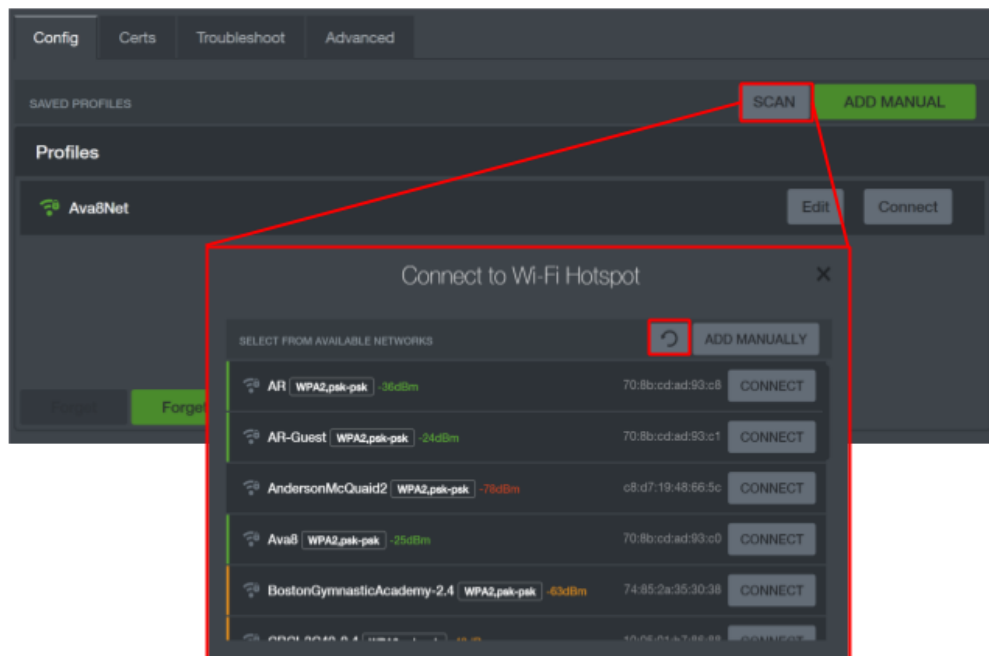 Config Certs Troubleshoot Advanced
SAVED PROFILES SCAN ADD MANUAL
Profiles
Ava8Net Edit Connect
Connect to Wi-Fi Hotspot ×
SELECT FROM AVAILABLE NETWORKS ADD MANUALLY
AR WPA2,psk-psk -36dBm 70:8b:cd:ad:93:c8 CONNECT
Forget Forget
AR-Guest WPA2,psk-psk -24dBm 70:8b:cd:ad:93:c1 CONNECT
AndersonMcQuaid2 WPA2,psk-psk -78dBm c8:d7:19:48:66:5c CONNECT
Ava8 WPA2,psk-psk -25dBm 70:8b:cd:ad:93:c0 CONNECT
BostonGymnasticAcademy-2.4 WPA2,psk-psk -63dBm 74:85:2a:35:30:38 CONNECT